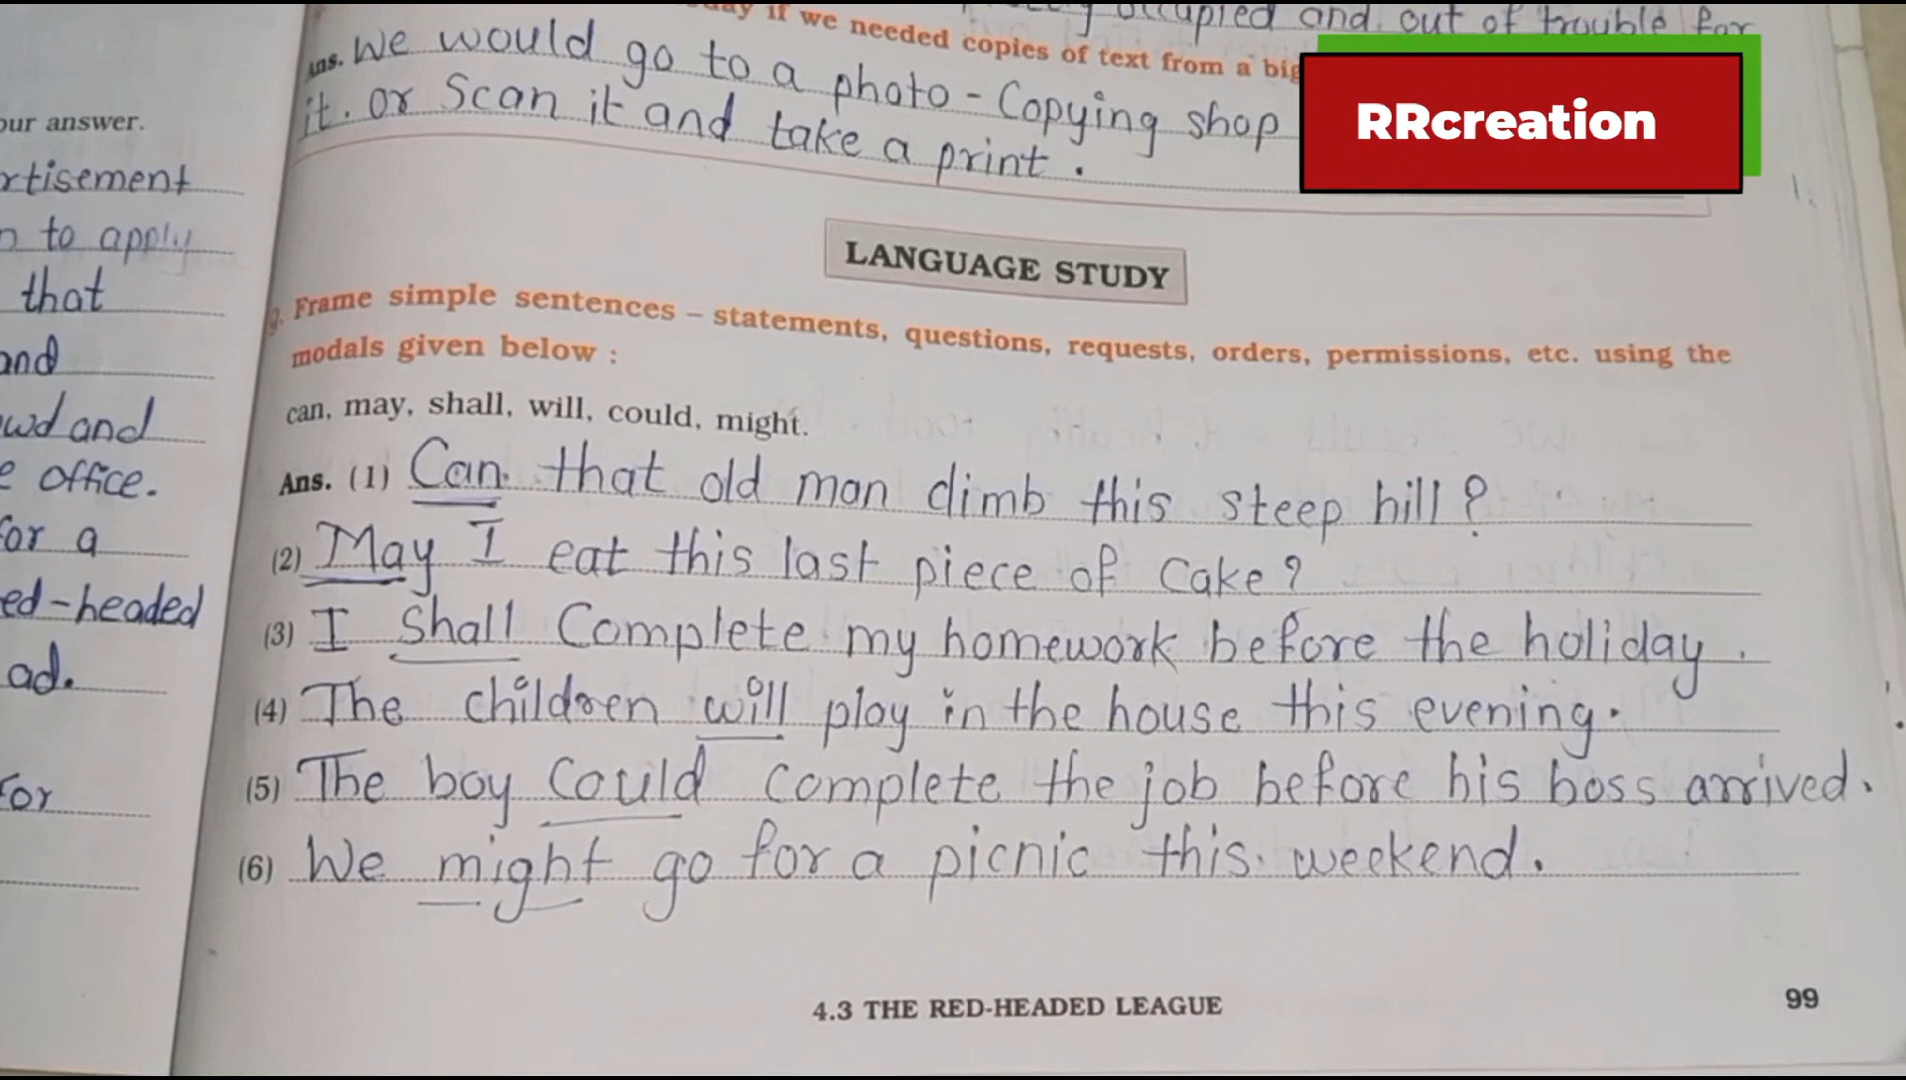 occupied and out of trouble for
if we needed copies of text from a big
Ans. We would go to a photo-Copying shop
it. or Scan it and take a print.
RRcreation
our answer.
rtisement
to apply
that
and
wd and
e office.
for a
ed-headed
ad.
for
LANGUAGE STUDY
9. Frame simple sentences – statements, questions, requests, orders, permissions, etc. using the
modals given below :
can, may, shall, will, could, might.
Ans. (1) Can that old man climb this steep hill?
(2) May I eat this last piece of cake?
(3) I shall Complete my homework before the holiday.
(4) The children will play in the house this evening.
(5) The boy could complete the job before his boss arrived.
(6) We might go for a picnic this weekend.
4.3 THE RED-HEADED LEAGUE
99